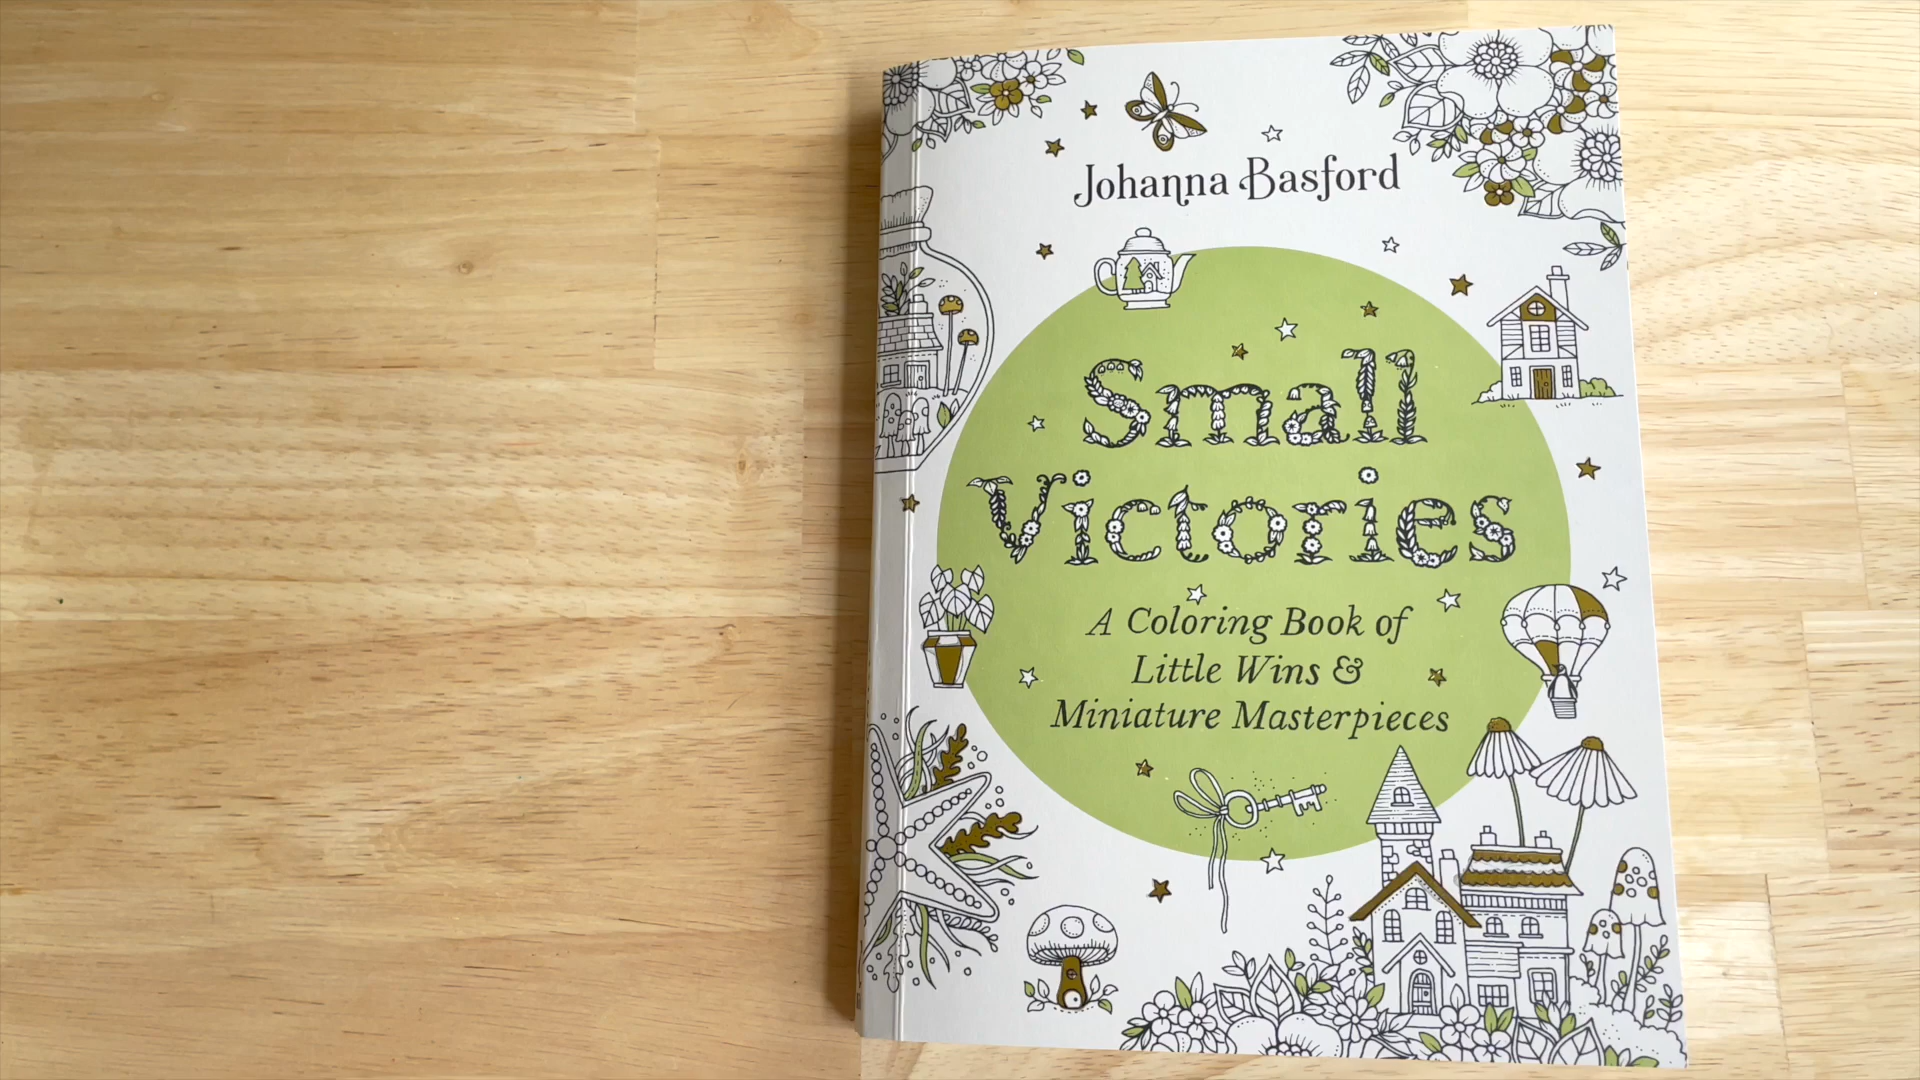 Johanna Basford
Small
Victories
A Coloring Book of
Little Wins &
Miniature Masterpieces